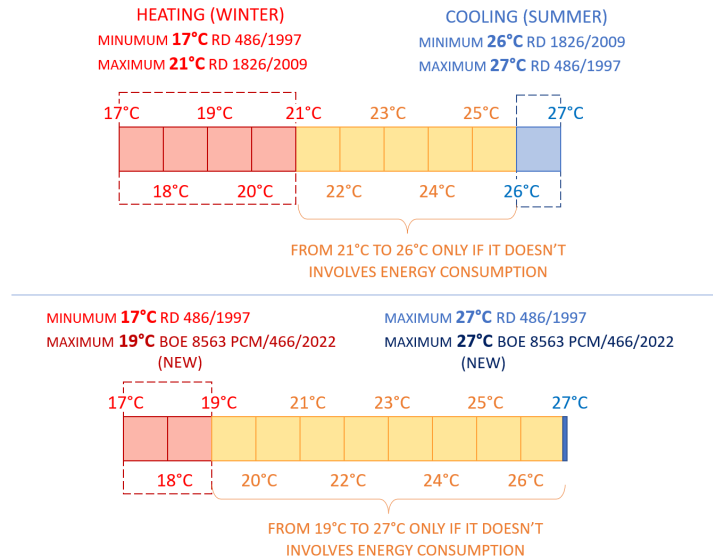 HEATING (WINTER)
MINUMUM 17°C RD 486/1997
MAXIMUM 21°C RD 1826/2009
COOLING (SUMMER)
MINIMUM 26°C RD 1826/2009
MAXIMUM 27°C RD 486/1997
17°C 19°C 21°C 23°C 25°C 27°C
18°C 20°C 22°C 24°C 26°C
FROM 21°C TO 26°C ONLY IF IT DOESN'T
INVOLVES ENERGY CONSUMPTION
MINUMUM 17°C RD 486/1997
MAXIMUM 19°C BOE 8563 PCM/466/2022
(NEW)
MAXIMUM 27°C RD 486/1997
MAXIMUM 27°C BOE 8563 PCM/466/2022
(NEW)
17°C 19°C 21°C 23°C 25°C 27°C
18°C 20°C 22°C 24°C 26°C
FROM 19°C TO 27°C ONLY IF IT DOESN'T
INVOLVES ENERGY CONSUMPTION